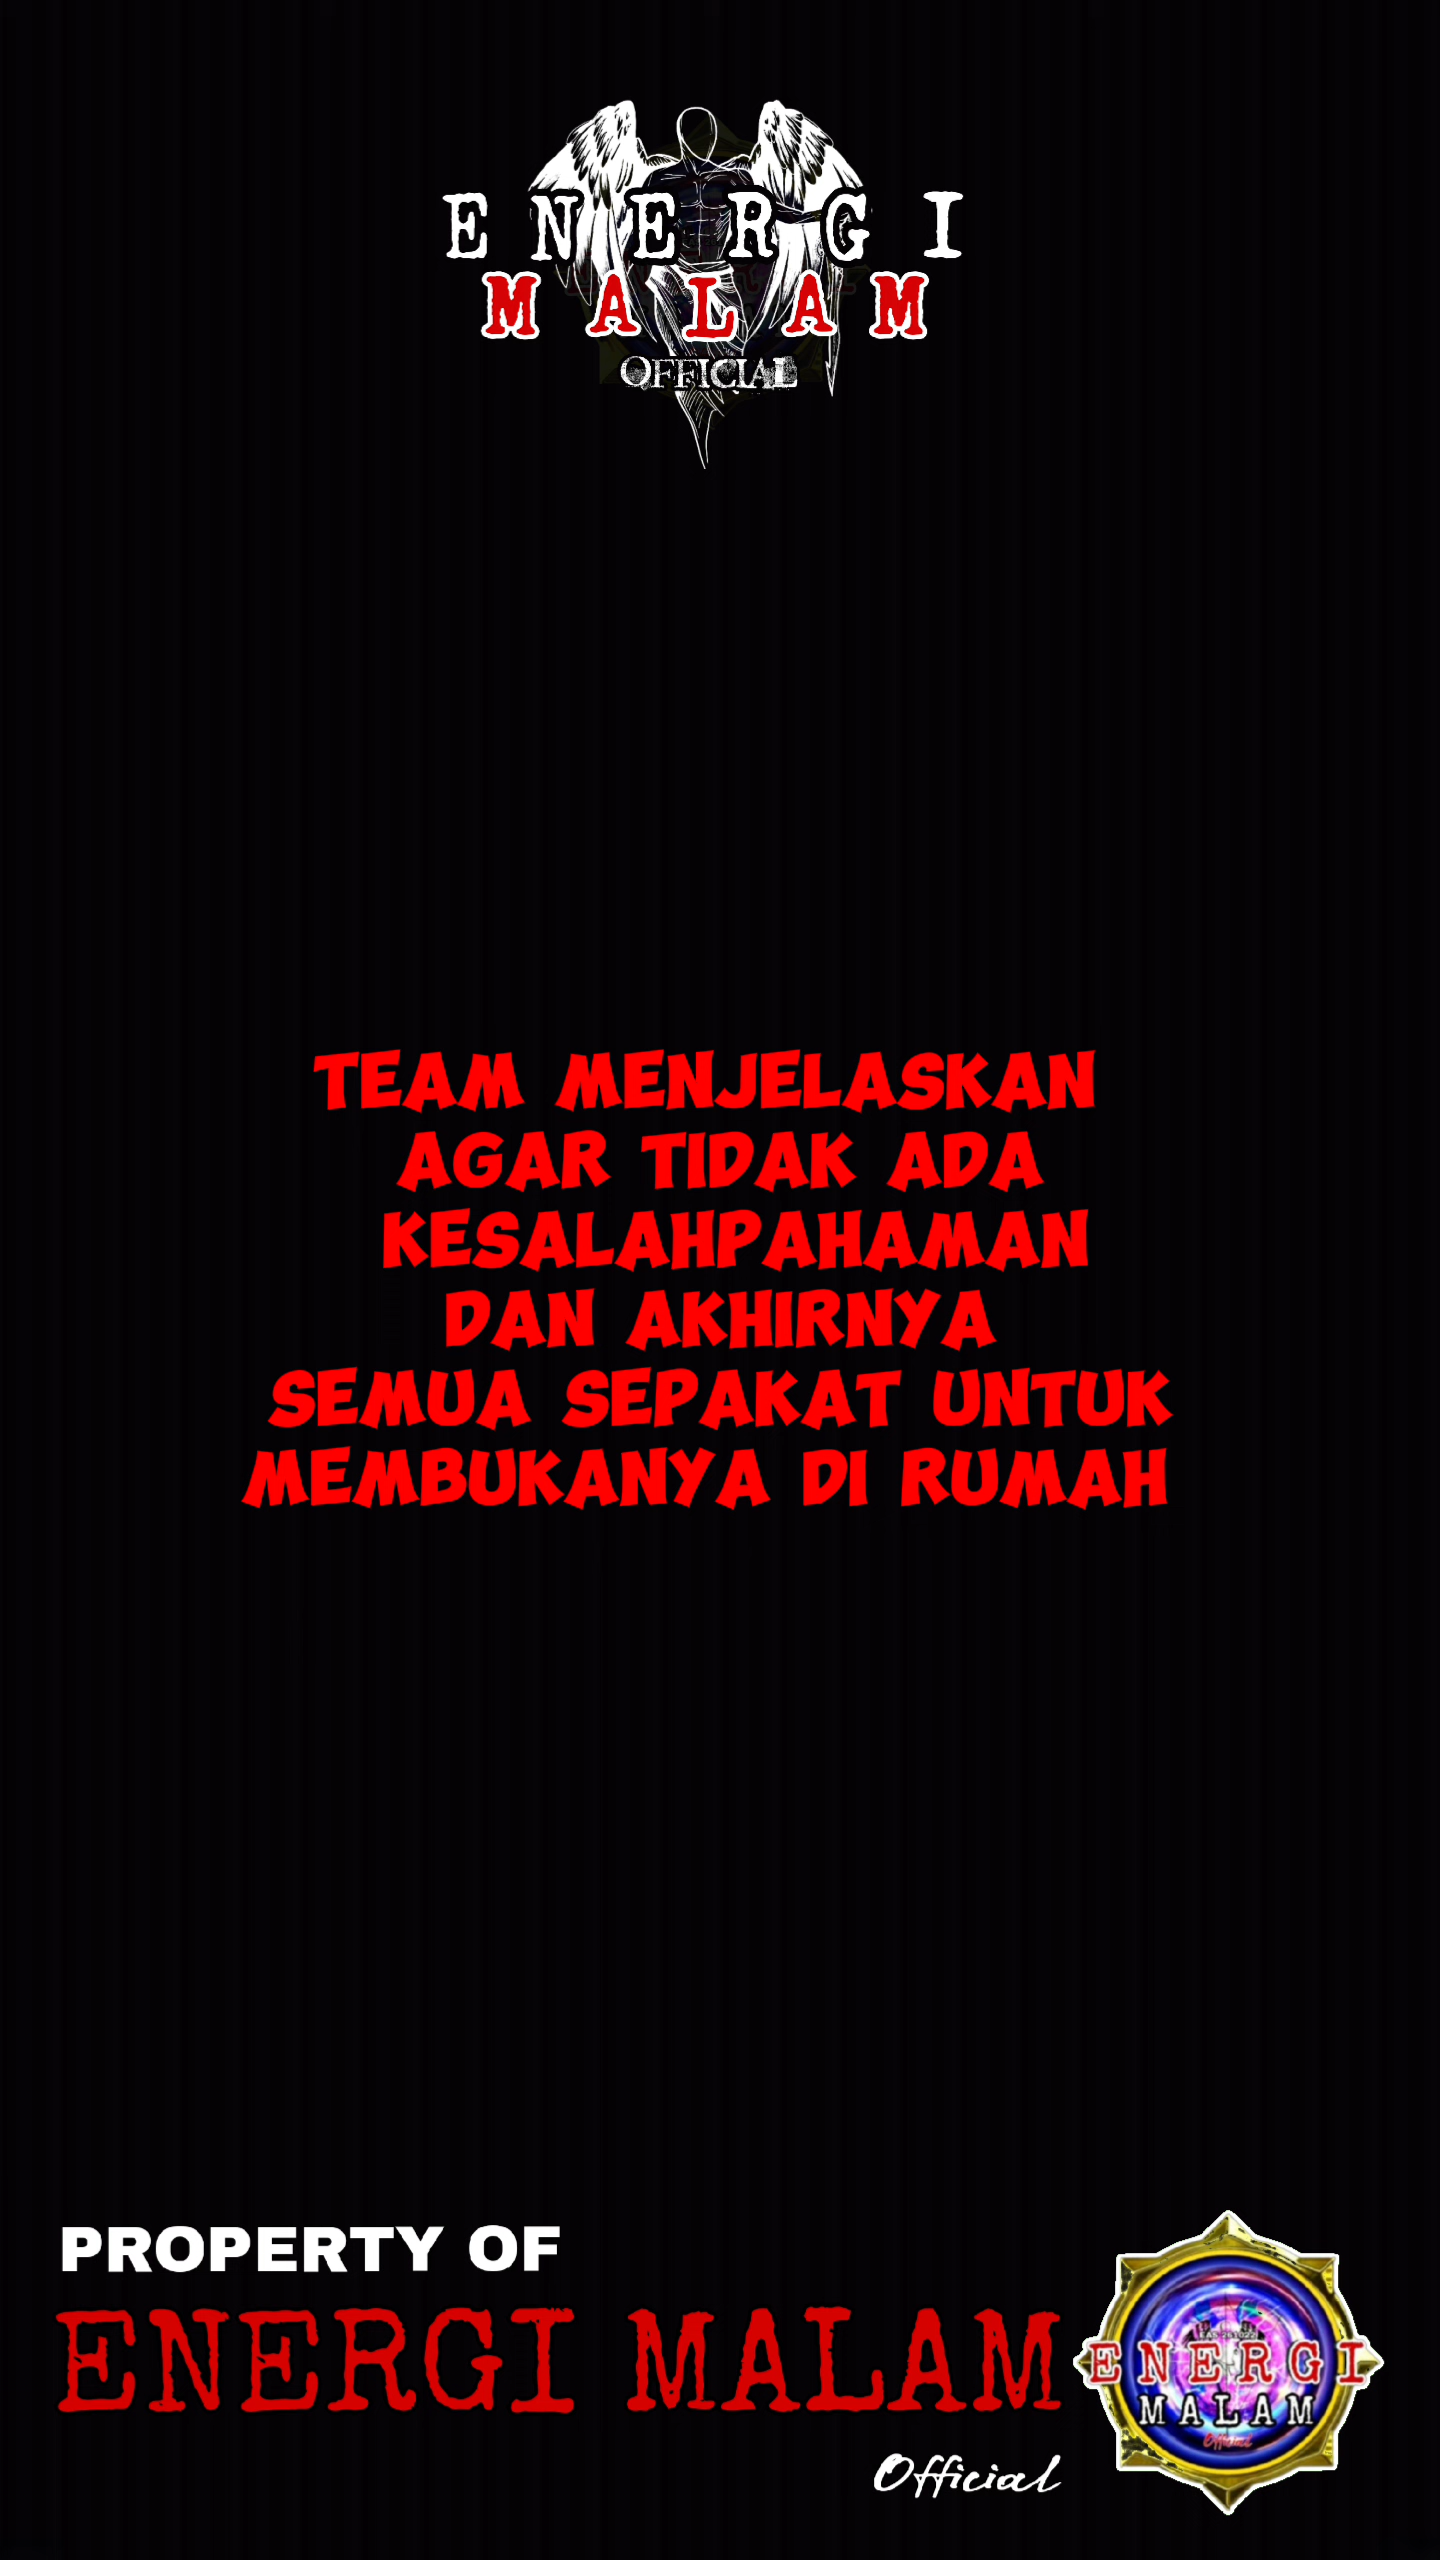 ENERGI
MALAM
OFFICIAL
TEAM MENJELASKAN
AGAR TIDAK ADA
KESALAHPAHAMAN
DAN AKHIRNYA
SEMUA SEPAKAT UNTUK
MEMBUKANYA DI RUMAH
PROPERTY OF
ENERGI MALAM
Official
ENERGI
MALAM
Official